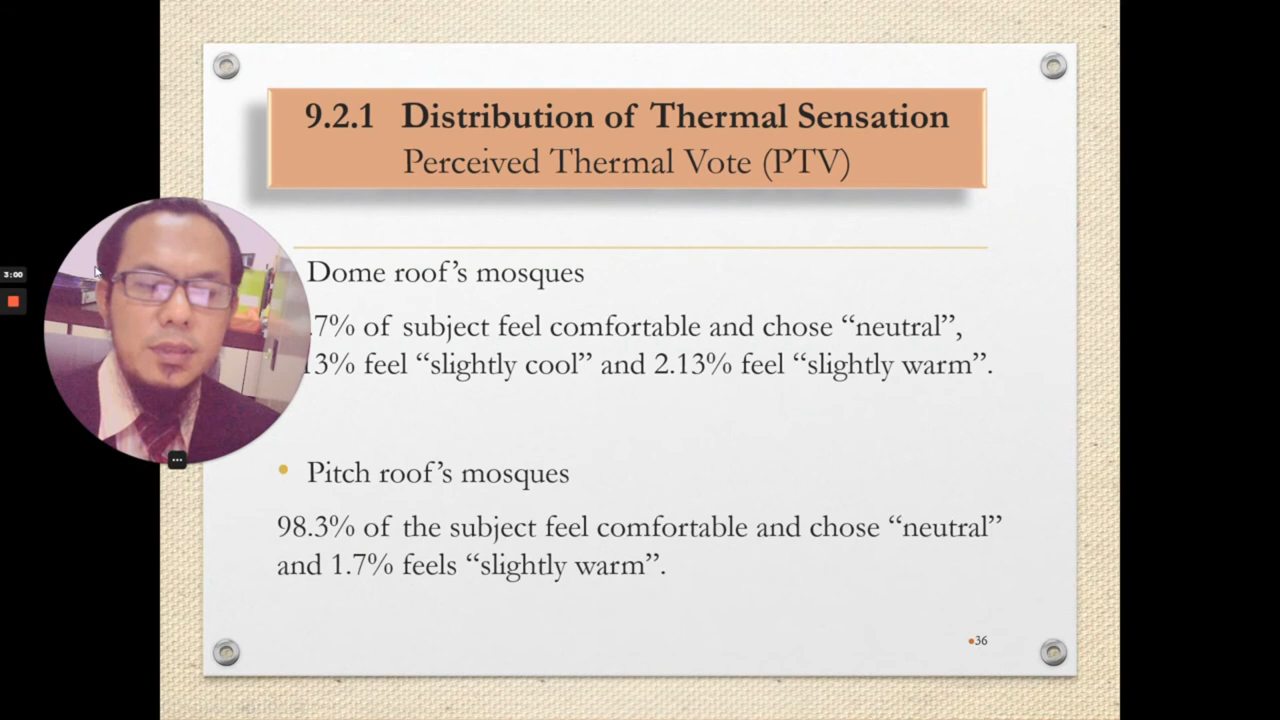 9.2.1 Distribution of Thermal Sensation
Perceived Thermal Vote (PTV)
3:00
Dome roof's mosques
.7% of subject feel comfortable and chose “neutral”,
13% feel “slightly cool” and 2.13% feel “slightly warm”.
• Pitch roof's mosques
98.3% of the subject feel comfortable and chose “neutral”
and 1.7% feels “slightly warm”.
36